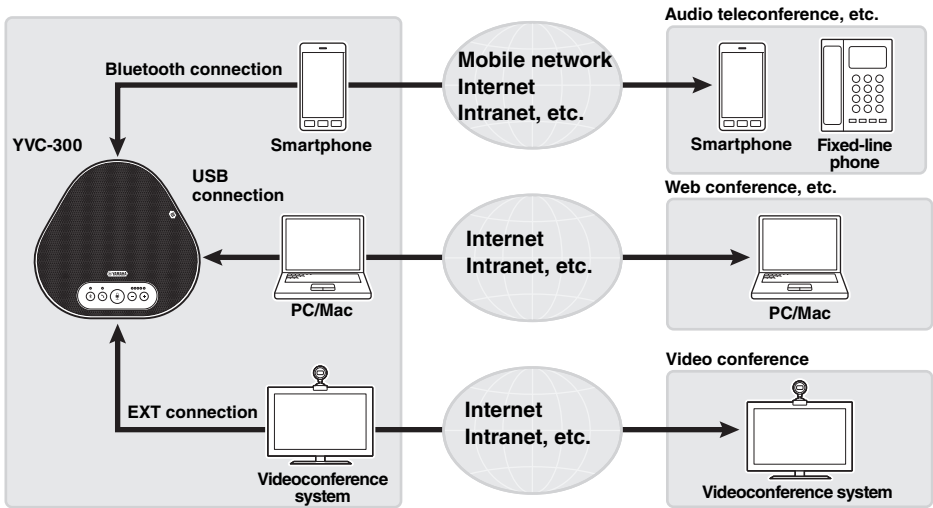 Audio teleconference, etc.
Bluetooth connection
Mobile network
Internet
Intranet, etc.
YVC-300
Smartphone
Smartphone
Fixed-line
phone
USB
connection
Web conference, etc.
Internet
Intranet, etc.
YAMAHA
PC/Mac
PC/Mac
Video conference
EXT connection
Internet
Intranet, etc.
Videoconference
system
Videoconference system